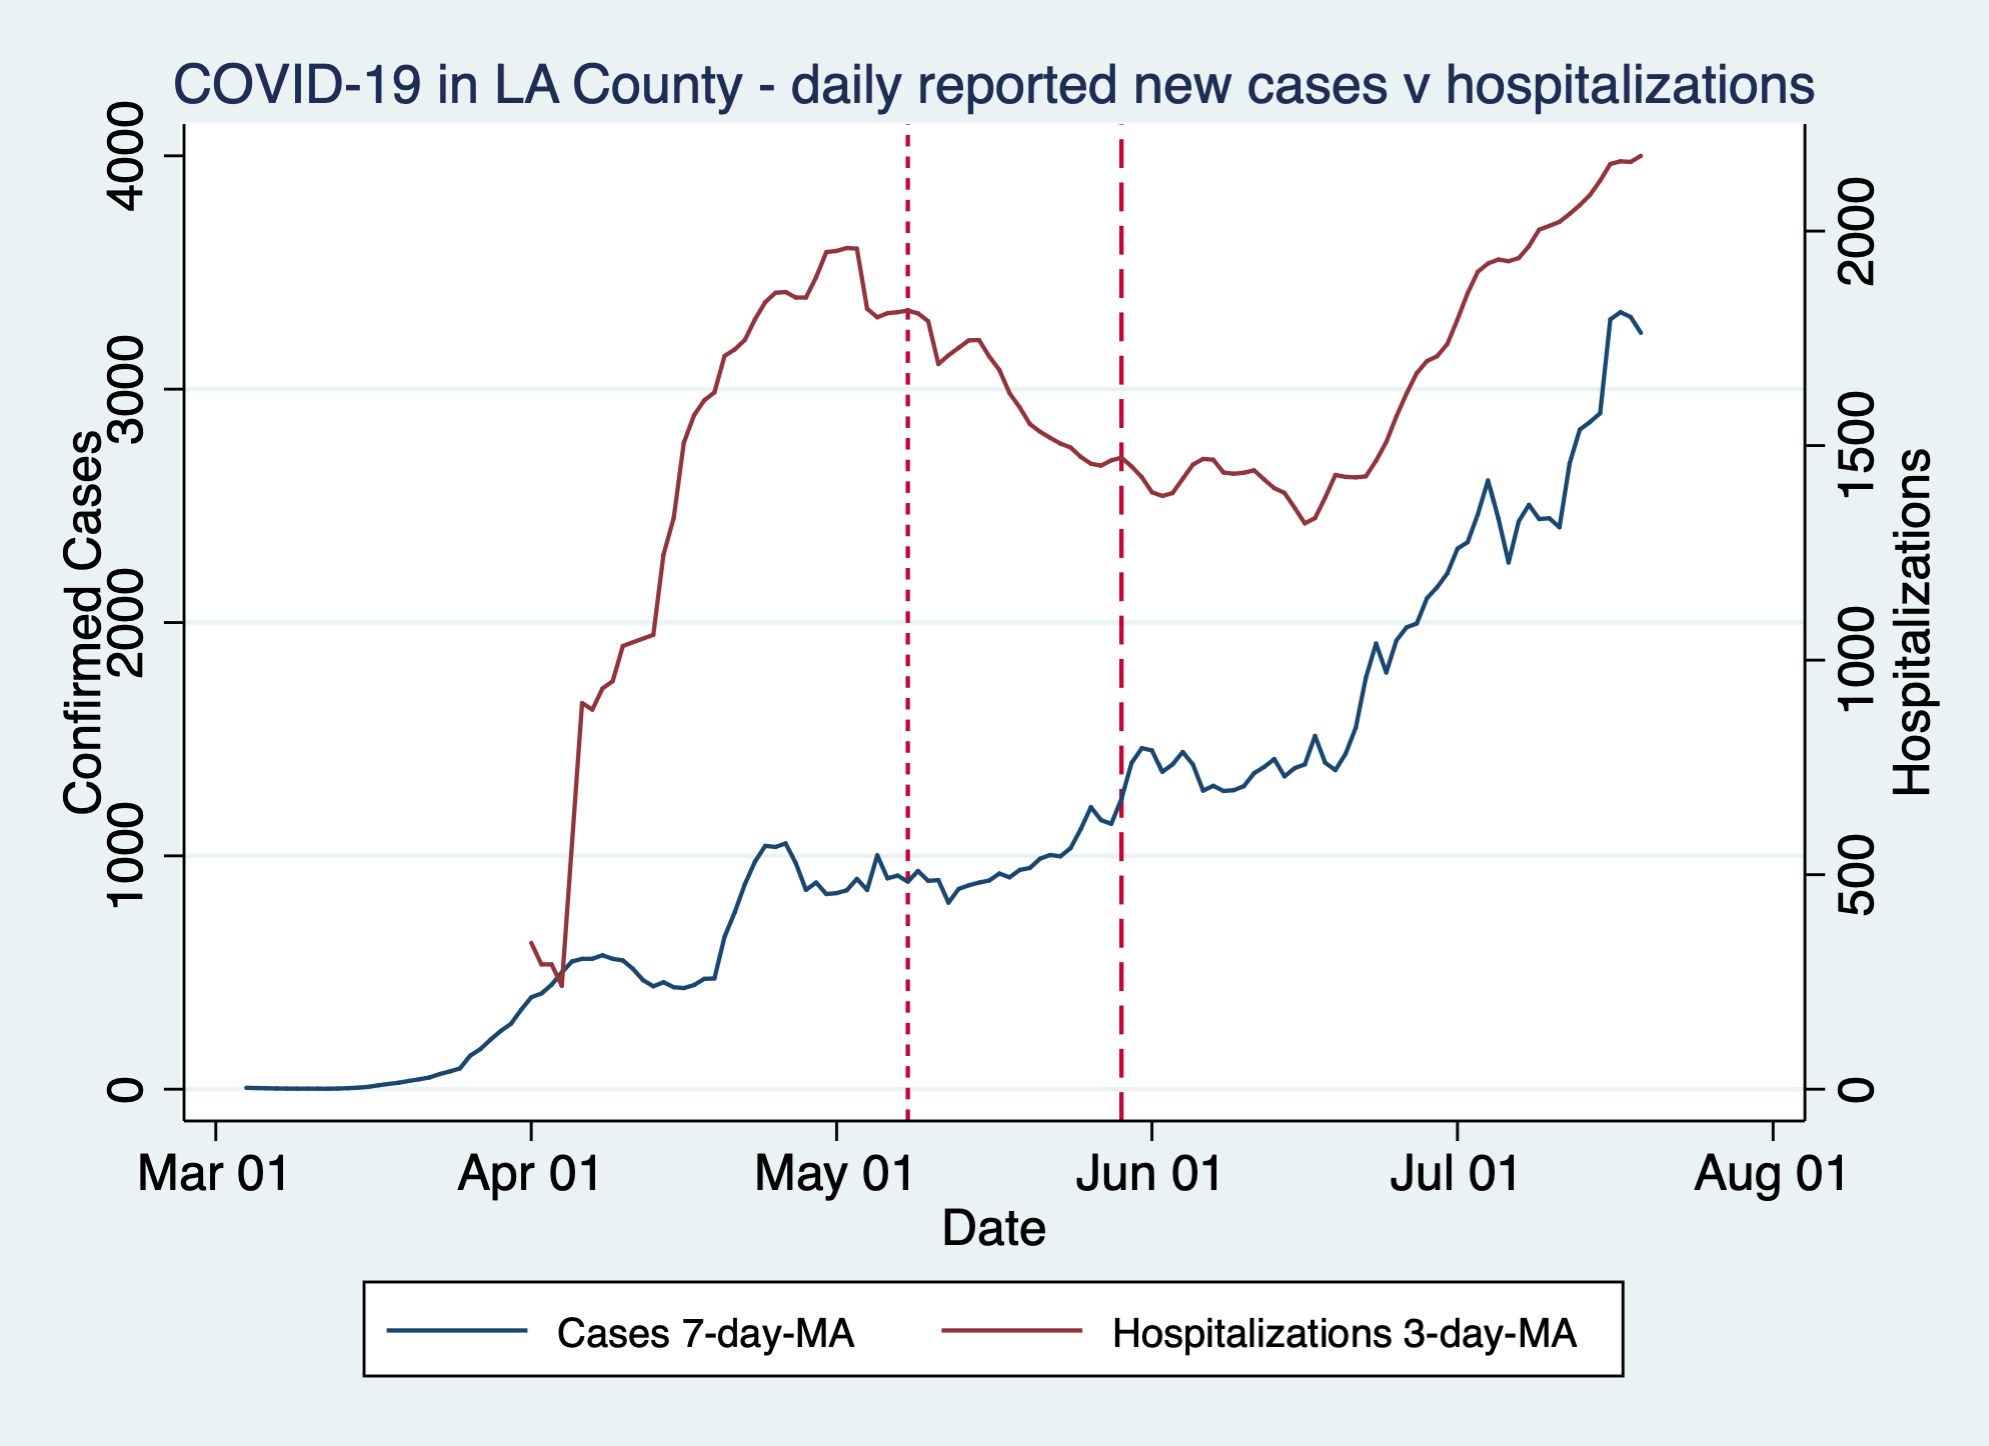 COVID-19 in LA County - daily reported new cases v hospitalizations
Confirmed Cases
4000
3000
2000
1000
0
2000
1500
1000
500
0
Hospitalizations
Mar 01 Apr 01 May 01 Jun 01 Jul 01 Aug 01
Date
Cases 7-day-MA Hospitalizations 3-day-MA